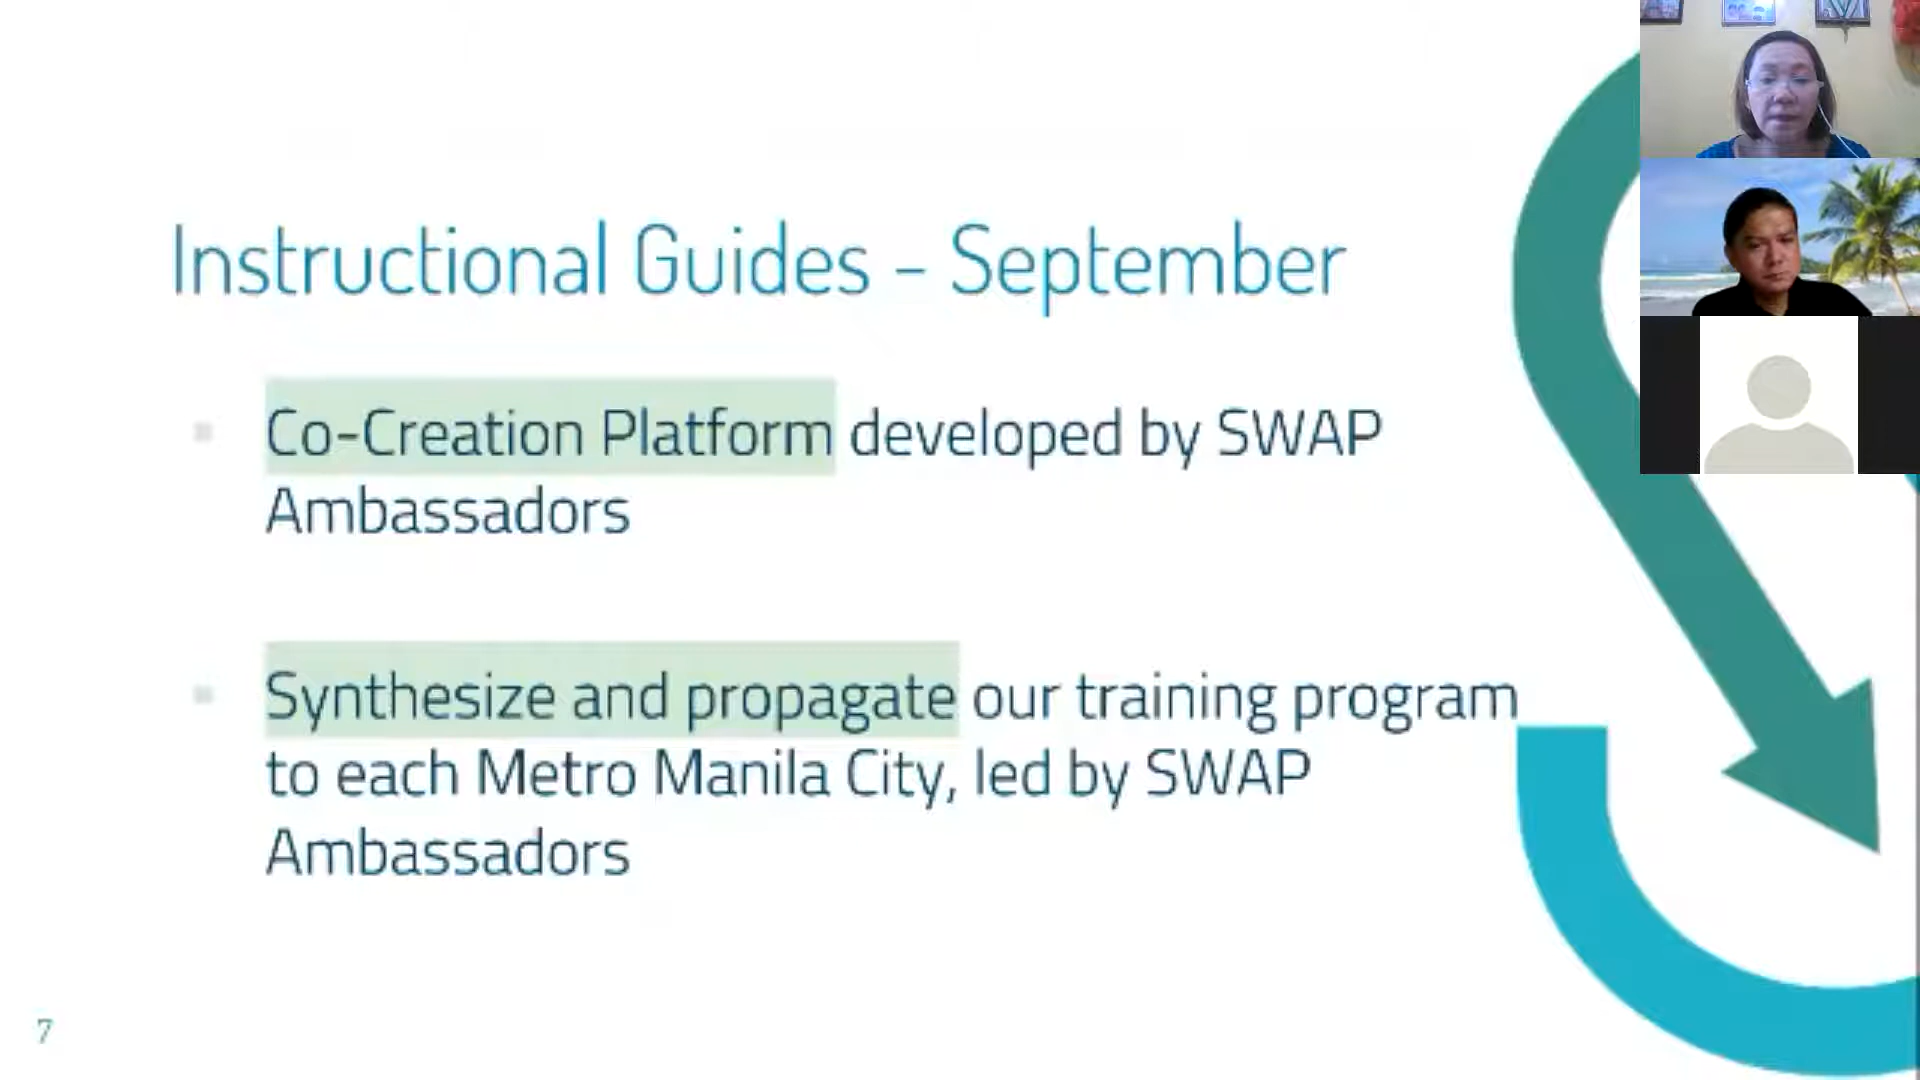 Instructional Guides - September
Co-Creation Platform developed by SWAP
Ambassadors
Synthesize and propagate our training program
to each Metro Manila City, led by SWAP
Ambassadors
7